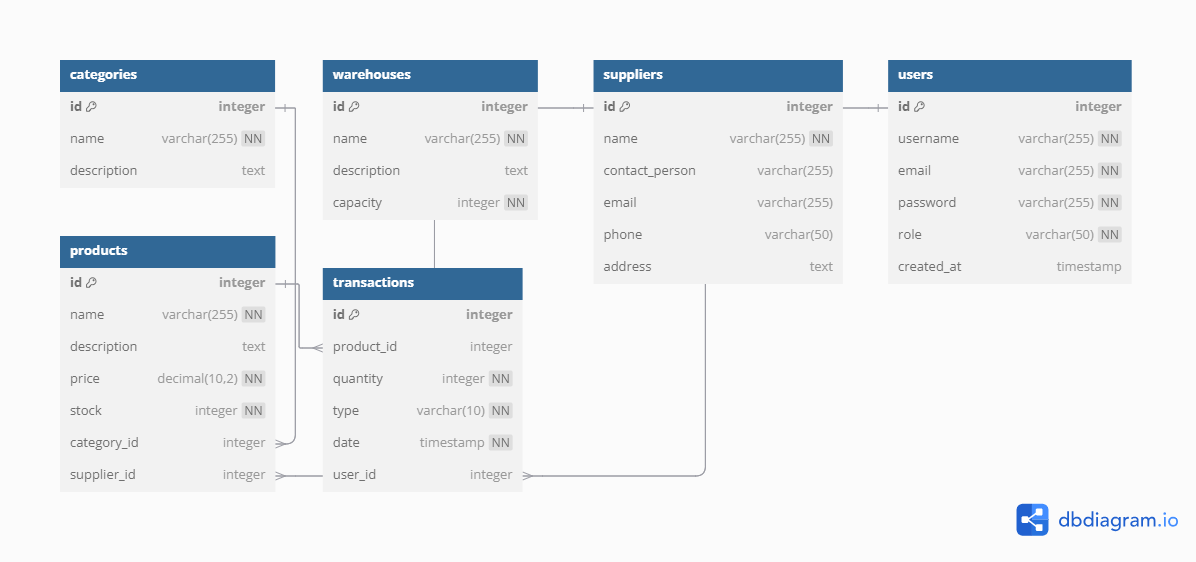 categories
id integer
name varchar(255) NN
description text
warehouses
id integer
name varchar(255) NN
description text
capacity integer NN
suppliers
id integer
name varchar(255) NN
contact_person varchar(255)
email varchar(255)
phone varchar(50)
address text
users
id integer
username varchar(255) NN
email varchar(255) NN
password varchar(255) NN
role varchar(50) NN
created_at timestamp
products
id integer
name varchar(255) NN
description text
price decimal(10,2) NN
stock integer NN
category_id integer
supplier_id integer
transactions
id integer
product_id integer
quantity integer NN
type varchar(10) NN
date timestamp NN
user_id integer
dbdiagram.io